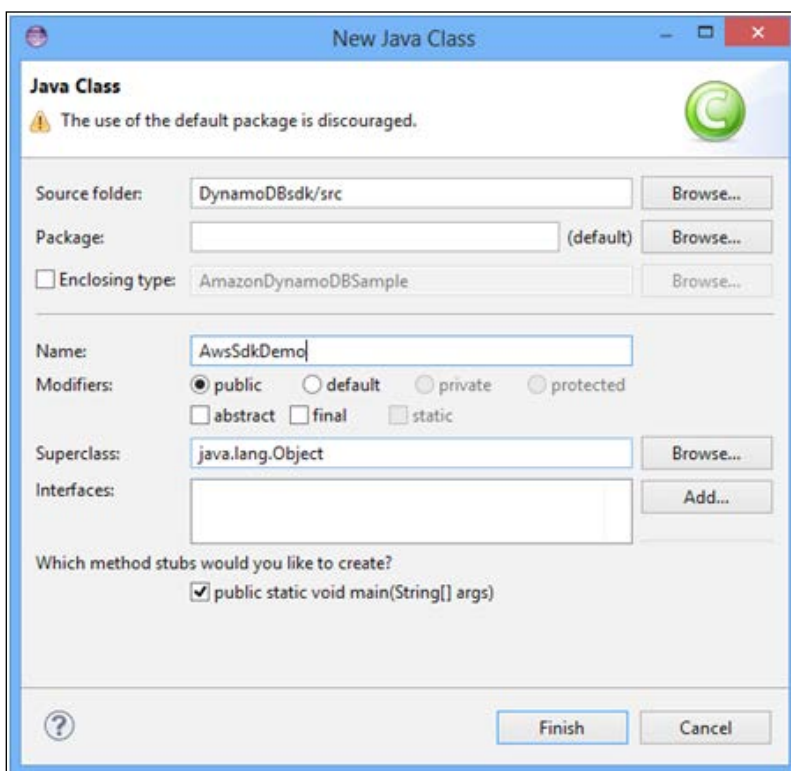 New Java Class
Java Class
The use of the default package is discouraged.
Source folder: DynamoDBsdk/src Browse...
Package: (default) Browse...
Enclosing type: AmazonDynamoDBSample Browse...
Name: AwsSdkDemo
Modifiers: public default private protected
abstract final static
Superclass: java.lang.Object Browse...
Interfaces: Add...
Which method stubs would you like to create?
public static void main(String[] args)
? Finish Cancel